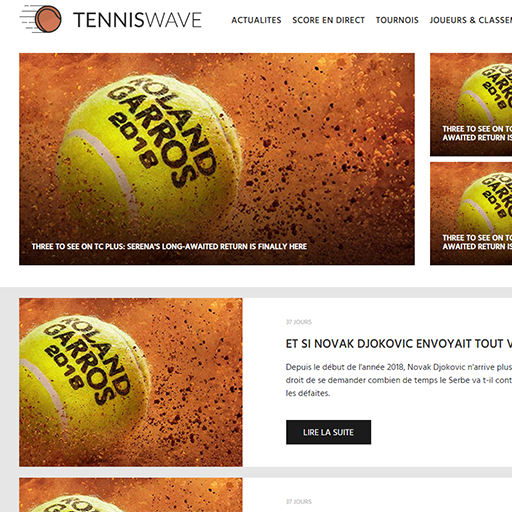 TENNISWAVE
ACTUALITES SCORE EN DIRECT TOURNOIS JOUEURS & CLASSEM
ROLAND
GARROS
2018
THREE TO SEE ON TC PLUS: SERENA'S LONG-AWAITED RETURN IS FINALLY HERE
THREE TO SEE ON TC
AWAITED RETURN IS
THREE TO SEE ON TC
AWAITED RETURN IS
ROLAND
GARROS
2018
37 JOURS
ET SI NOVAK DJOKOVIC ENVOYAIT TOUT V
Depuis le début de l'année 2018, Novak Djokovic n'arrive plus
droit de se demander combien de temps le Serbe va t-il cont
les défaites.
LIRE LA SUITE
37 JOURS